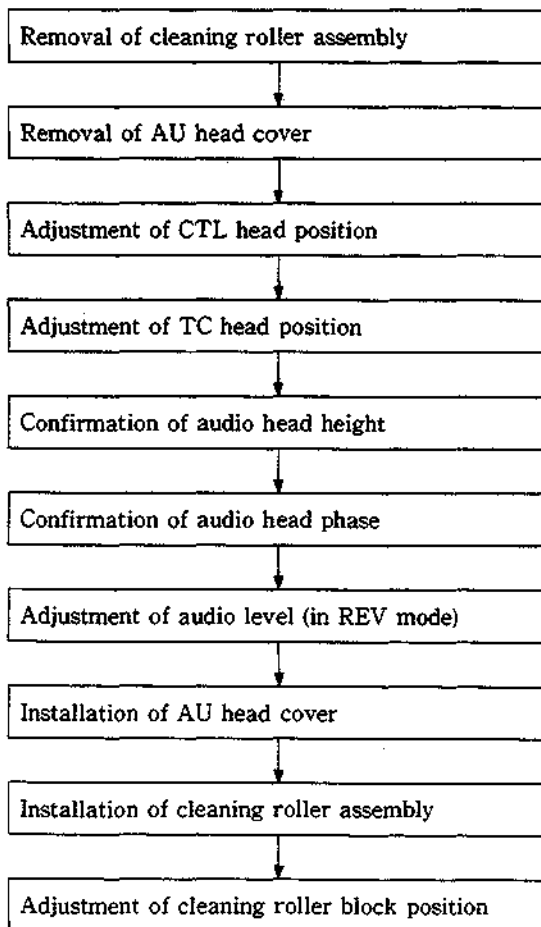 Removal of cleaning roller assembly
Removal of AU head cover
Adjustment of CTL head position
Adjustment of TC head position
Confirmation of audio head height
Confirmation of audio head phase
Adjustment of audio level (in REV mode)
Installation of AU head cover
Installation of cleaning roller assembly
Adjustment of cleaning roller block position